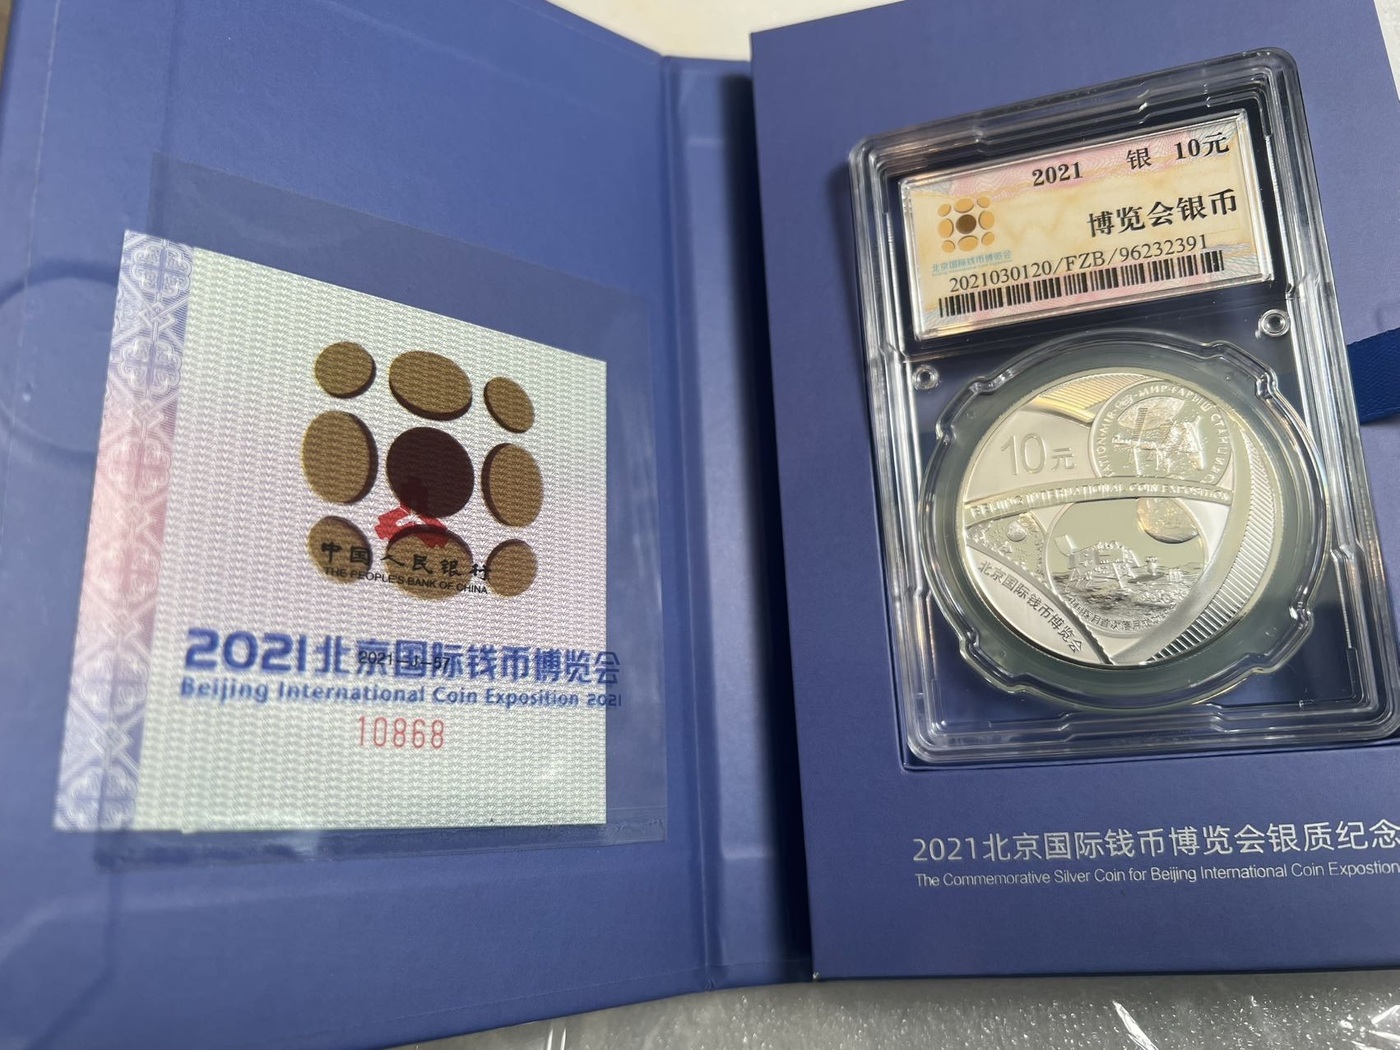 中国人民银行
THE PEOPLE'S BANK OF CHINA
2021北京国际钱币博览会
Beijing International Coin Exposition 2021
10868
2021 银 10元
博览会银币
北京国际钱币博览会
2021030120/FZB/96232391
10元
BEIJING INTERNATIONAL COIN EXPOSITION
北京国际钱币博览会
2021北京国际钱币博览会银质纪念
The Commemorative Silver Coin for Beijing International Coin Expostion